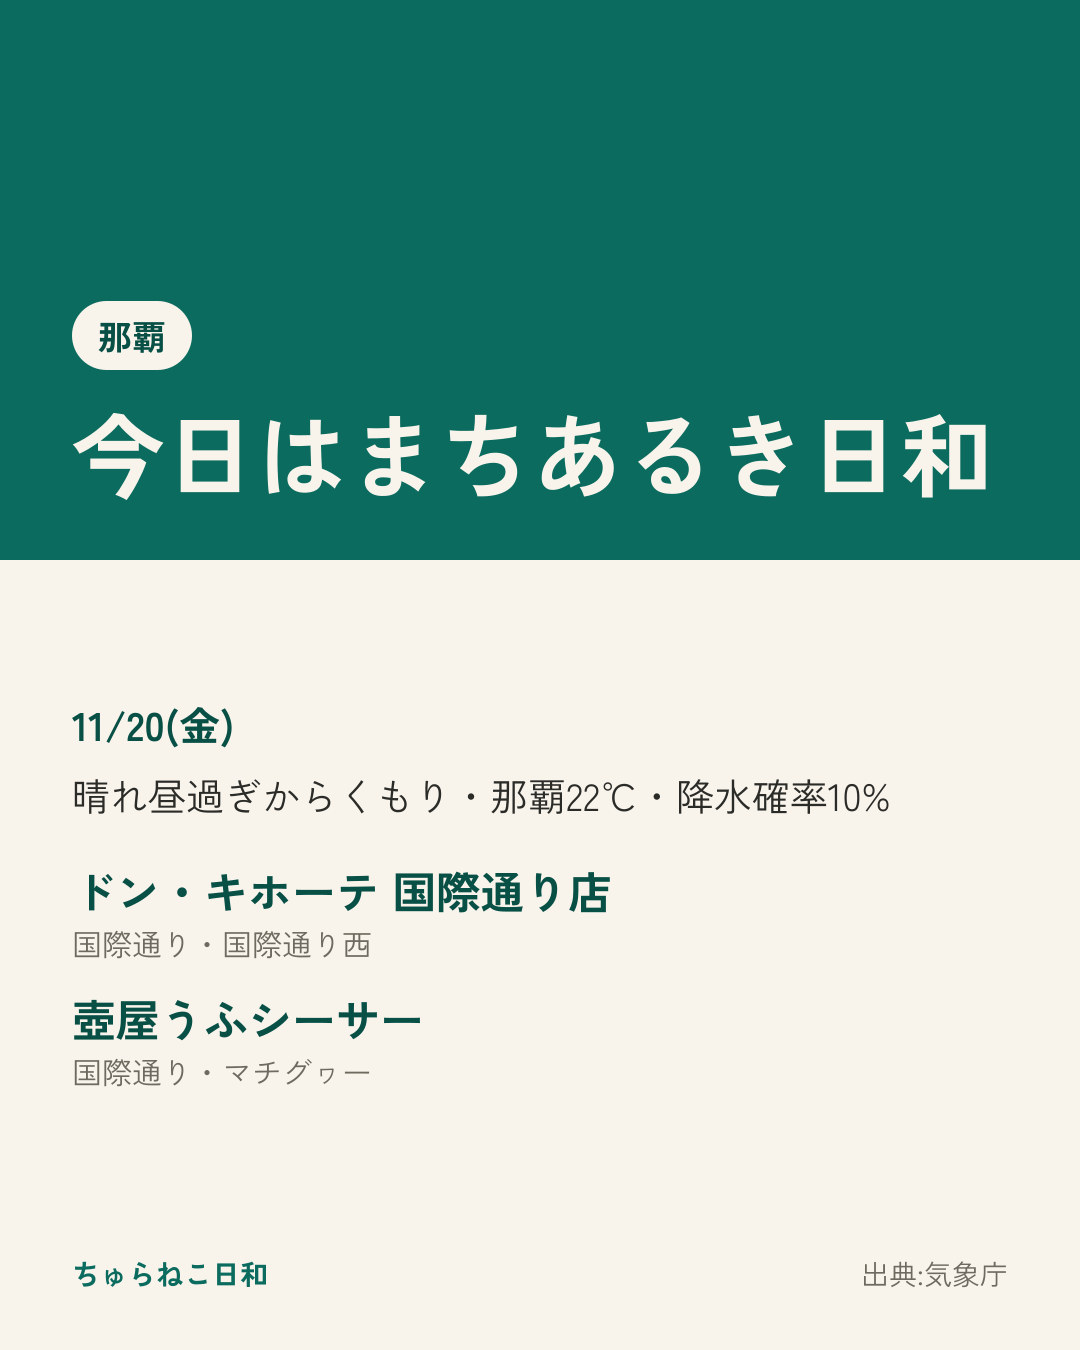 那覇
今日はまちあるき日和
11/20(金)
晴れ昼過ぎからくもり・那覇22℃・降水確率10%
ドン・キホーテ 国際通り店
国際通り・国際通り西
壺屋うふシーサー
国際通り・マチグヮー
ちゅらねこ日和
出典:気象庁